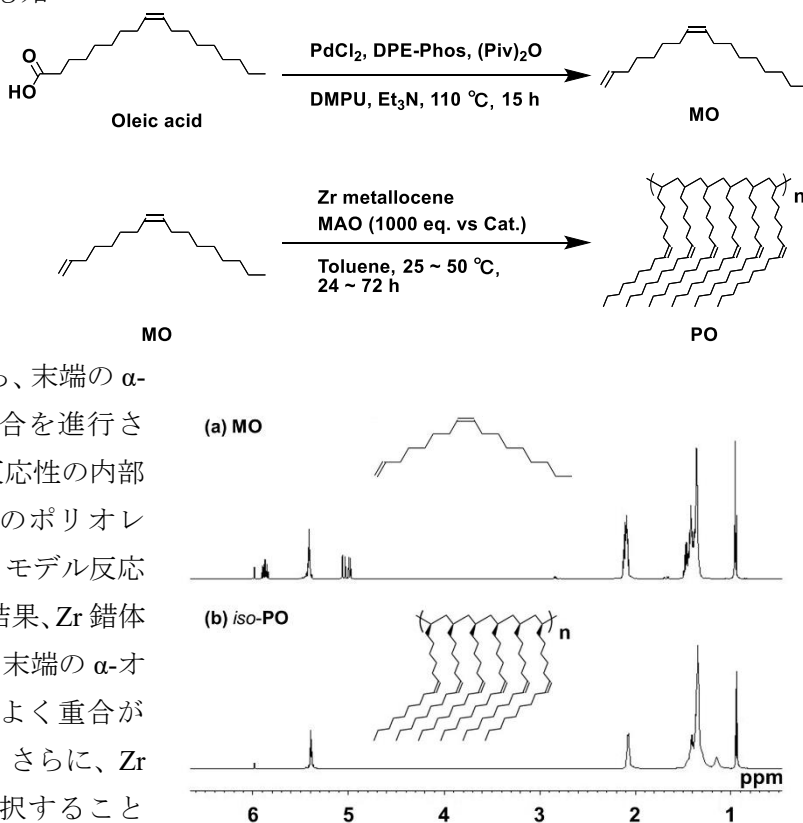 O
HO
Oleic acid
PdCl2, DPE-Phos, (Piv)2O
DMPU, Et3N, 110 ℃, 15 h
MO
MO
Zr metallocene
MAO (1000 eq. vs Cat.)
Toluene, 25 ~ 50 ℃,
24 ~ 72 h
n
PO
、末端の α-
合を進行さ
応性の内部
のポリオレ
モデル反応
結果、Zr 錯体
末端の α-オ
よく重合が
さらに、Zr
択すること
(a) MO
(b) iso-PO
n
ppm
6 5 4 3 2 1